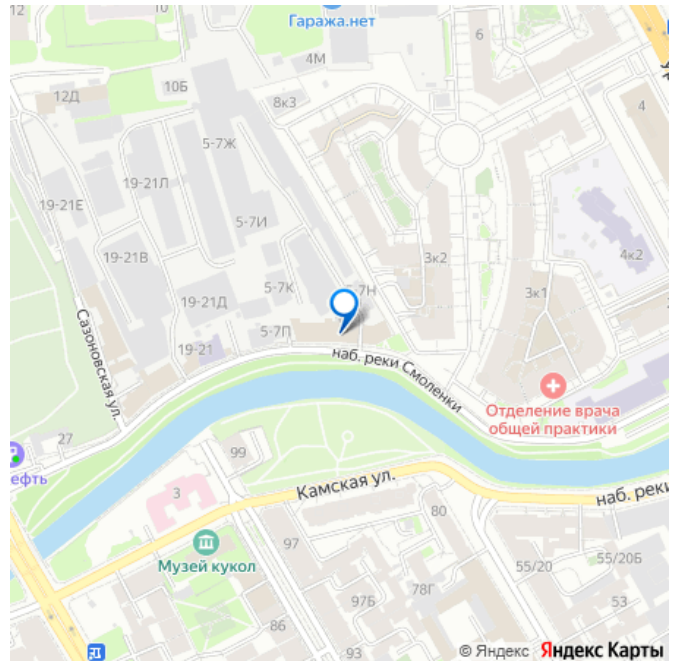 10
Гаража.нет
6
4М
10Б
12Д
8к3
4
5-7Ж
19-21Л
19-21Е
5-7И
19-21В
3к2
4к2
5-7К
5-7Н
3к1
19-21Д
5-7П
19-21
Сазоновская ул.
наб. реки Смоленки
Отделение врача
общей практики
27
99
ефть
Камская ул.
3
наб. реки
80
Музей кукол
97
55/20
55/20Б
78Г
97Б
53
86
93
© Яндекс Яндекс Карты